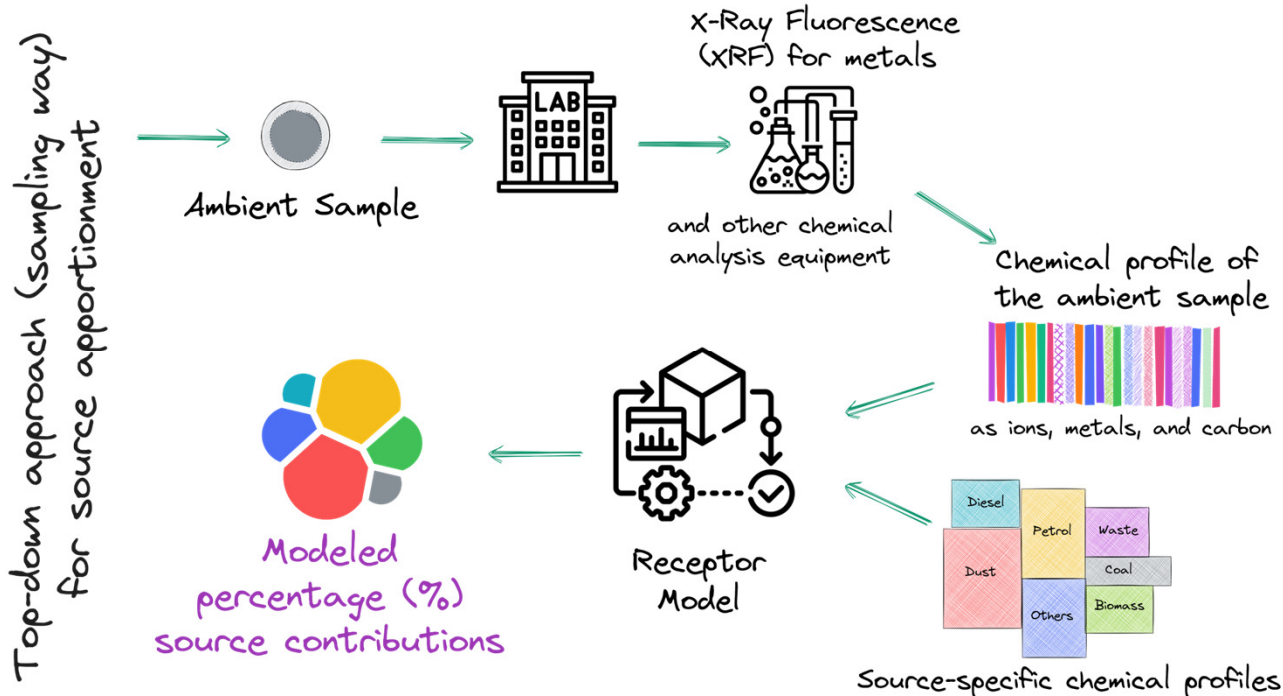 Top-down approach (sampling way)
for source apportionment
Ambient Sample
LAB
X-Ray Fluorescence
(XRF) for metals
and other chemical
analysis equipment
Chemical profile of
the ambient sample
as ions, metals, and carbon
Diesel
Petrol
Waste
Dust
Coal
Others
Biomass
Source-specific chemical profiles
Receptor
Model
Modeled
percentage (%)
source contributions